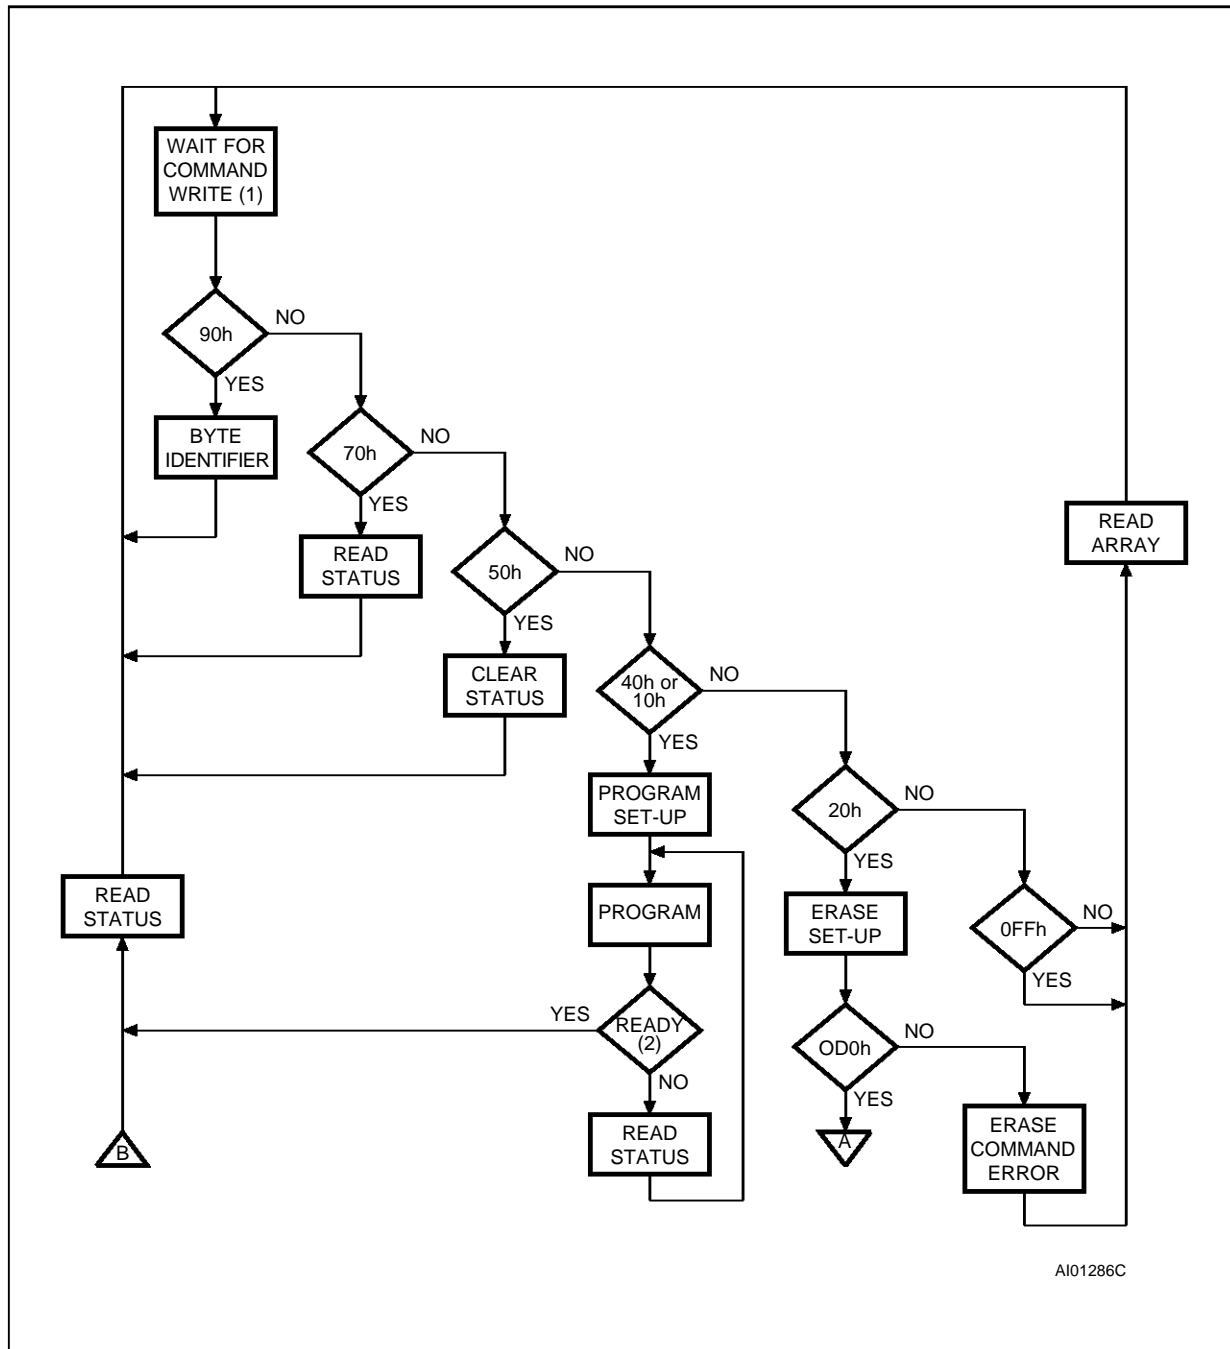 WAIT FOR
COMMAND
WRITE (1)
90h
NO
YES
BYTE
IDENTIFIER
70h
NO
YES
READ
STATUS
50h
NO
YES
CLEAR
STATUS
READ
ARRAY
40h or
10h
NO
YES
PROGRAM
SET-UP
20h
NO
YES
READ
STATUS
PROGRAM
ERASE
SET-UP
0FFh
NO
YES
YES
READY
(2)
NO
OD0h
NO
YES
B
READ
STATUS
A
ERASE
COMMAND
ERROR
AI01286C